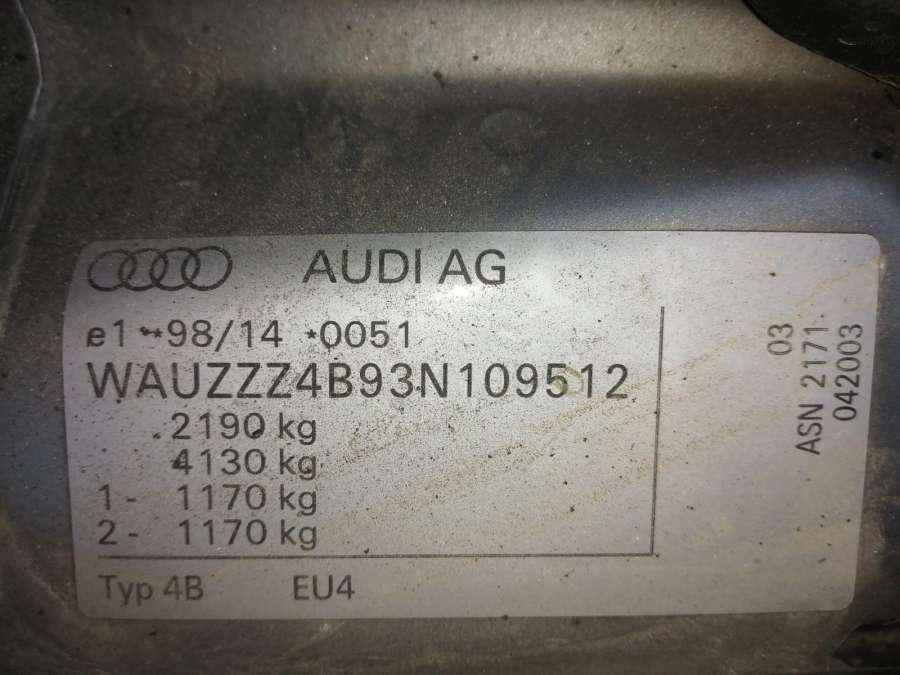 AUDI AG
e1 **98/14 *0051
WAUZZZ4B93N109512
2190 kg
4130 kg
1 - 1170 kg
2 - 1170 kg
Typ 4B EU4
03
ASN 2171
042003